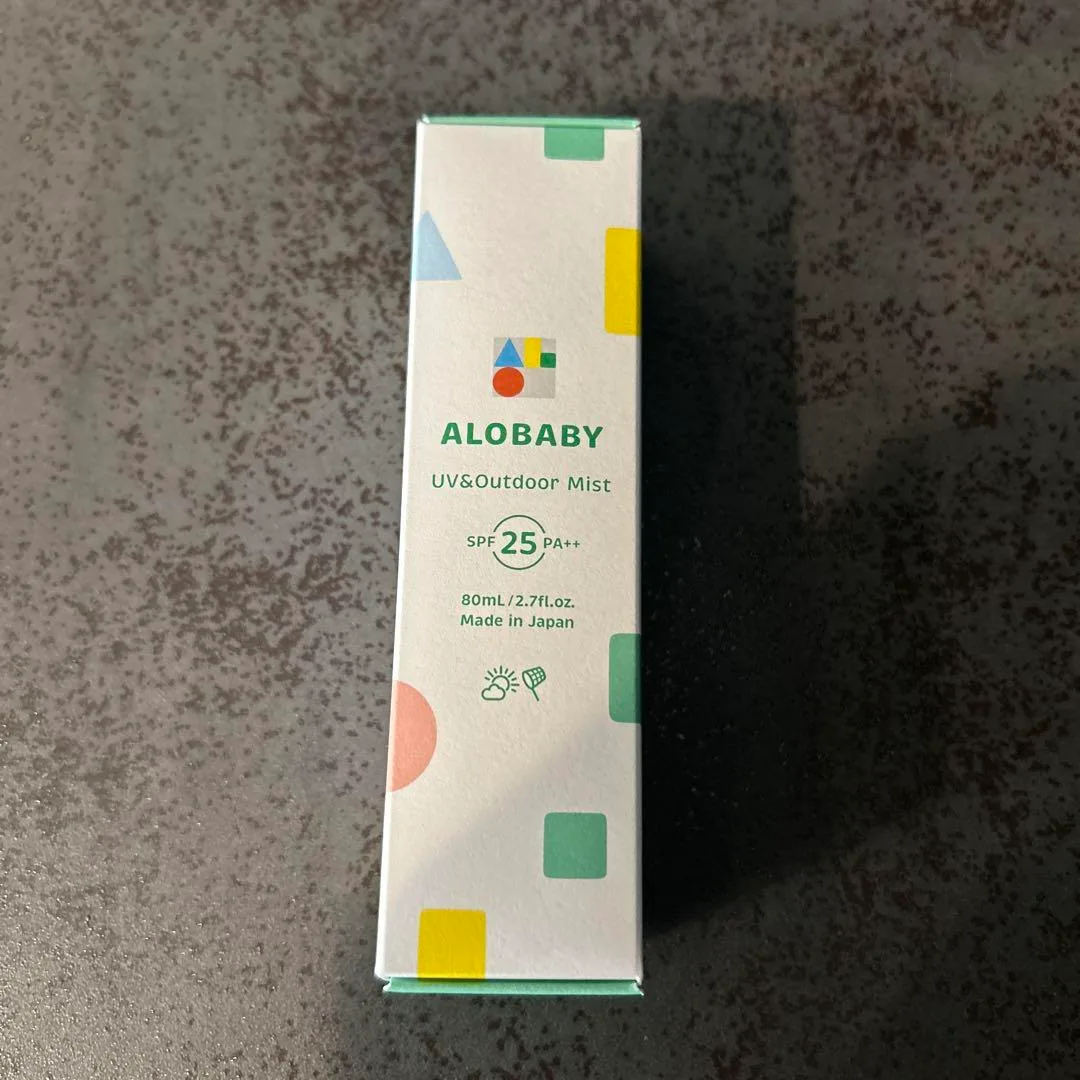 ALOBABY
UV&Outdoor Mist
SPF 25 PA++
80mL/2.7fl.oz.
Made in Japan